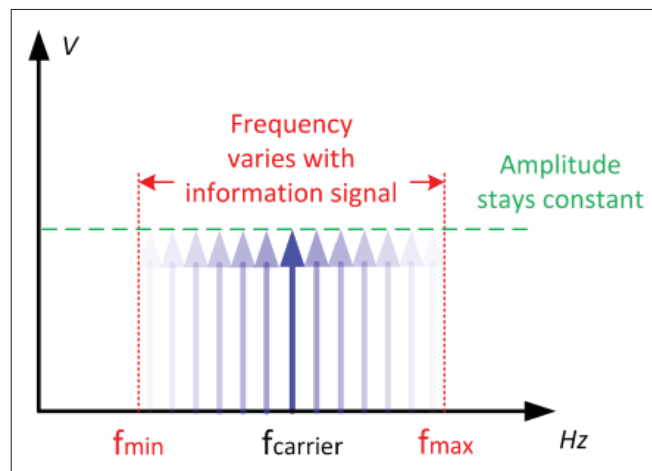 V
Frequency
varies with
information signal
Amplitude
stays constant
fmin
fcarrier
fmax
Hz